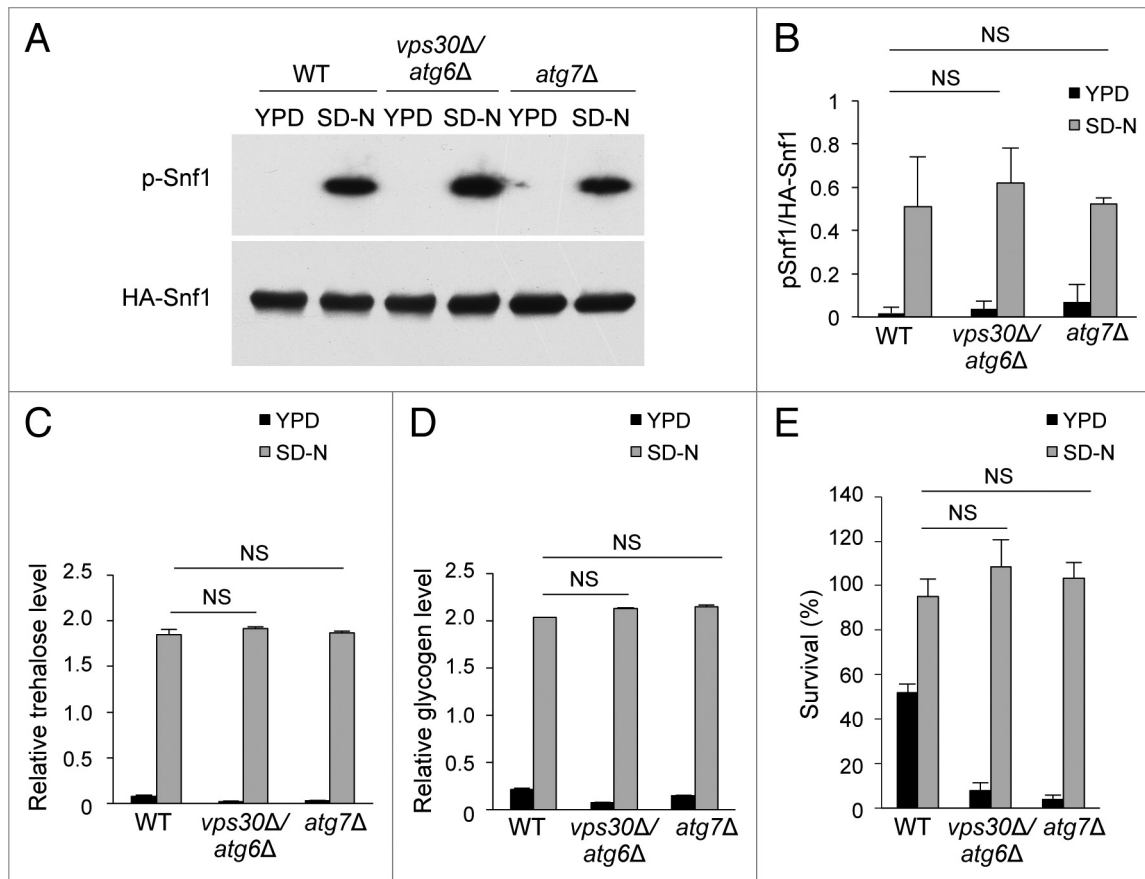 A
WT
vps30Δ/
atg6Δ
atg7Δ
YPD SD-N YPD SD-N YPD SD-N
p-Snf1
HA-Snf1
B
NS
NS
YPD
SD-N
pSnf1/HA-Snf1
1
0.8
0.6
0.4
0.2
0
WT
vps30Δ/
atg6Δ
atg7Δ
C
YPD
SD-N
NS
NS
Relative trehalose level
2.5
2.0
1.0
1.0
0.5
0
WT
vps30Δ/
atg6Δ
atg7Δ
D
YPD
SD-N
NS
NS
Relative glycogen level
2.5
2.0
1.5
1.0
0.5
0
WT
vps30Δ/
atg6Δ
atg7Δ
E
YPD
SD-N
NS
NS
Survival (%)
140
120
100
80
60
40
20
0
WT
vps30Δ/
atg6Δ
atg7Δ